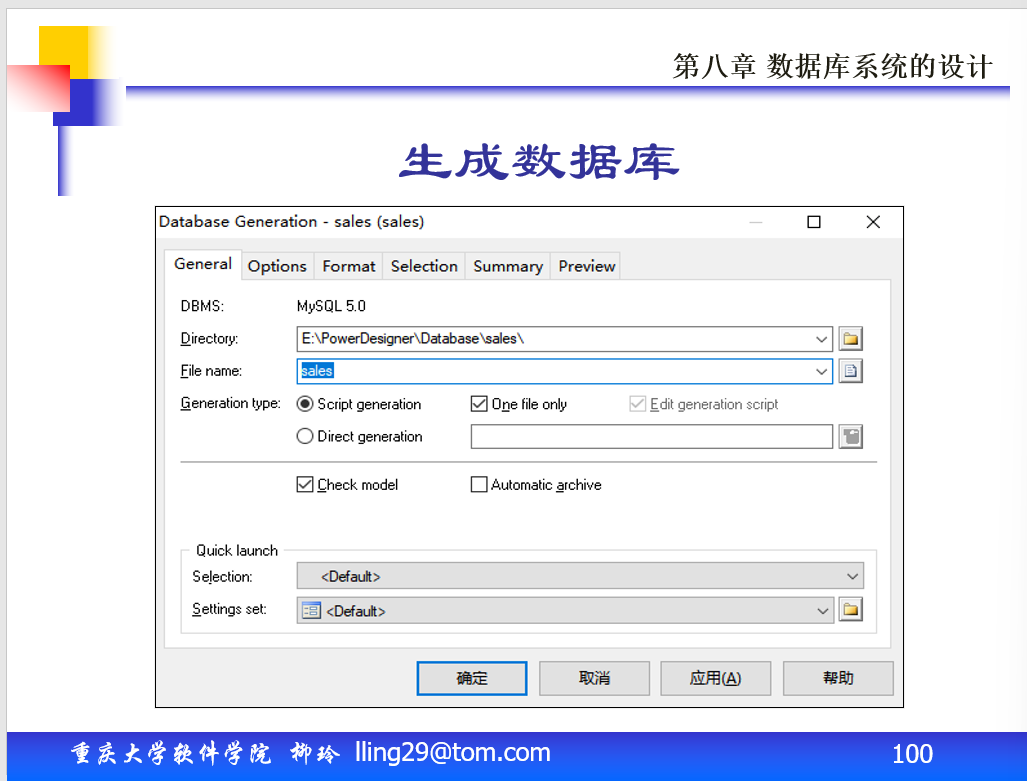 第八章 数据库系统的设计
生成数据库
Database Generation - sales (sales)
General Options Format Selection Summary Preview
DBMS: MySQL 5.0
Directory: E:\PowerDesigner\Database\sales\
File name: sales
Generation type: Script generation One file only Edit generation script
Direct generation
Check model Automatic archive
Quick launch
Selection: <Default>
Settings set: <Default>
确定 取消 应用(A) 帮助
重庆大学软件学院 柳玲 lling29@tom.com 100